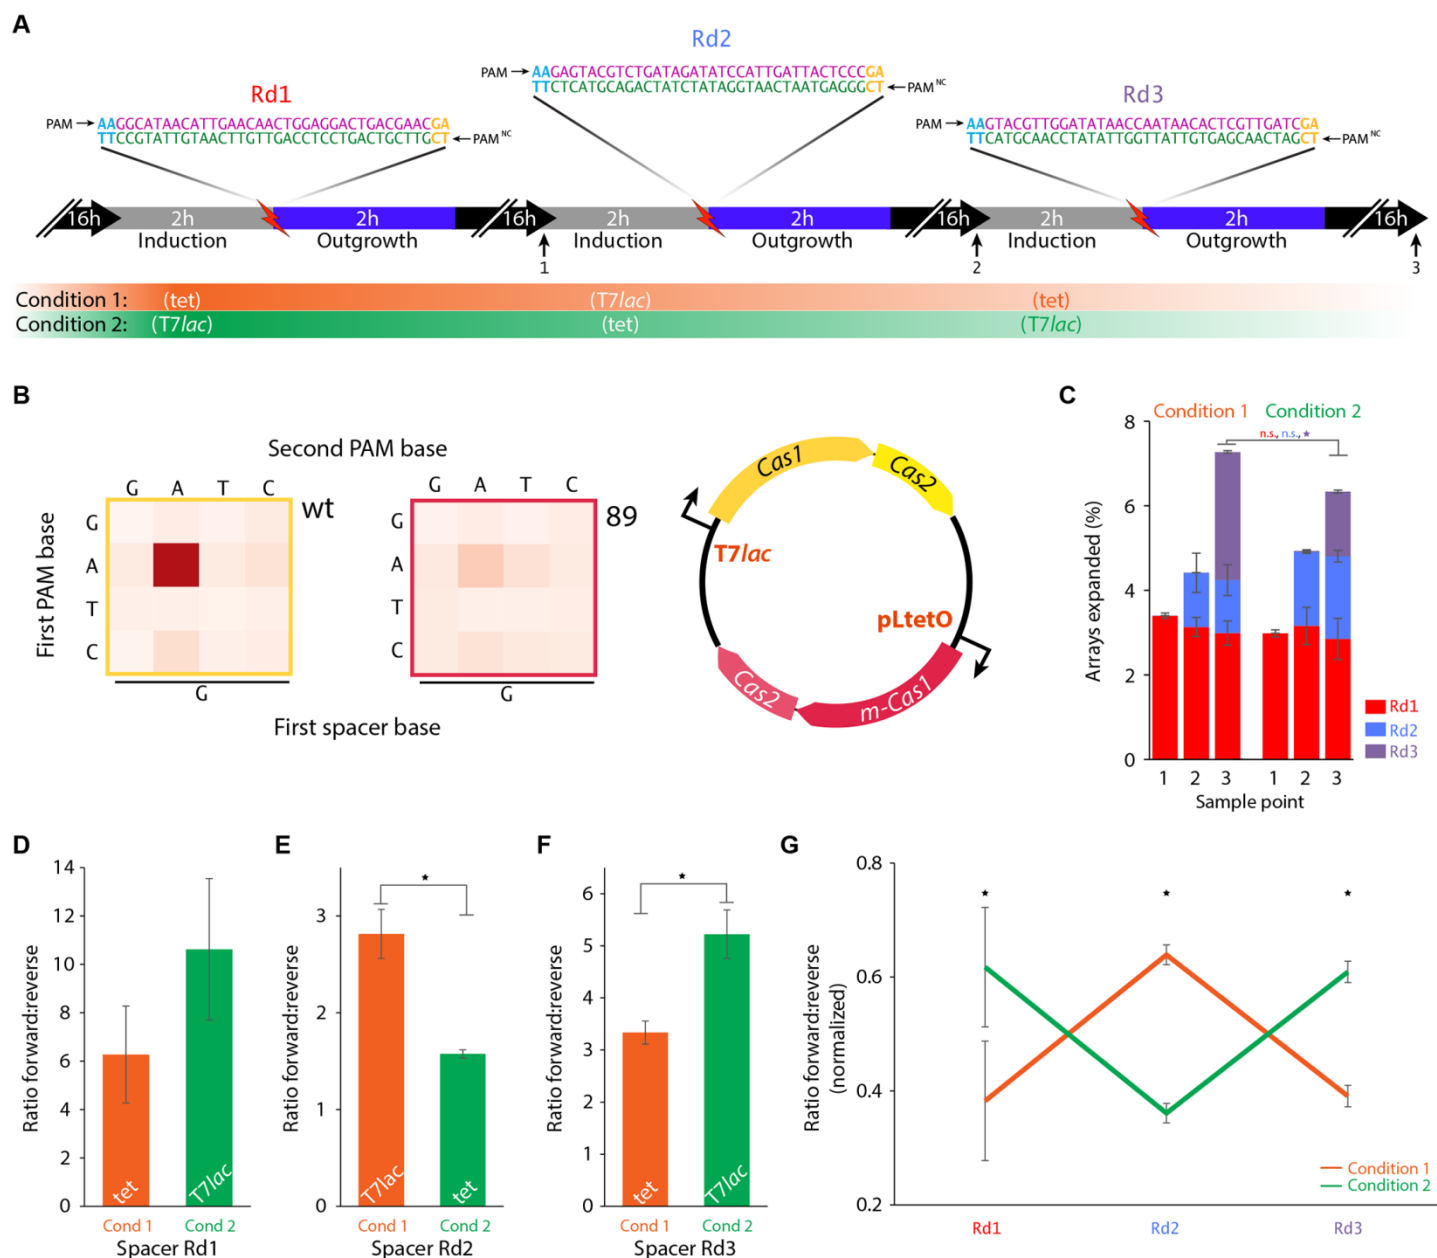 A
Rd1
PAM
AAGGCATAACATTGAACAACTGGAGGACTGACGAACGA
TTCCGTATTGTAACTTGTTGACCTCCTGACTGCTTGCT
PAM NC
Rd2
PAM
AAGAGTACGTCTGATAGATATCCATTGATTACTCCCGA
TTCTCATGCAGACTATCTATAGGTAACTAATGAGGGCT
PAM NC
Rd3
PAM
AAGTACGTTGGATATAACCAATAACACTCGTTGATCGA
TTCATGCAACCTATATTGGTTATTGTGAGCAACTAGCT
PAM NC
16h 2h 2h 16h 2h 2h 16h 2h 2h 16h
Induction Outgrowth Induction Outgrowth Induction Outgrowth
1 2 3
Condition 1: (tet) (T7lac) (tet)
Condition 2: (T7lac) (tet) (T7lac)
B
Second PAM base
G A T C
wt
First PAM base
G
A
T
C
G
G A T C
89
G
A
T
C
G
First spacer base
Cas1
Cas2
T7lac
pLtetO
m-Cas1
Cas2
C
Condition 1 Condition 2
n.s., n.s., ★
Arrays expanded (%)
8
6
4
2
0
1 2 3 1 2 3
Sample point
Rd1
Rd2
Rd3
D
Ratio forward:reverse
14
12
10
8
6
4
2
0
tet
T7lac
Cond 1 Cond 2
Spacer Rd1
E
Ratio forward:reverse
3
2
1
0
★
T7lac
tet
Cond 1 Cond 2
Spacer Rd2
F
Ratio forward:reverse
6
5
4
3
2
1
0
★
tet
T7lac
Cond 1 Cond 2
Spacer Rd3
G
Ratio forward:reverse
(normalized)
0.8
0.6
0.4
0.2
★ ★ ★
Condition 1
Condition 2
Rd1 Rd2 Rd3